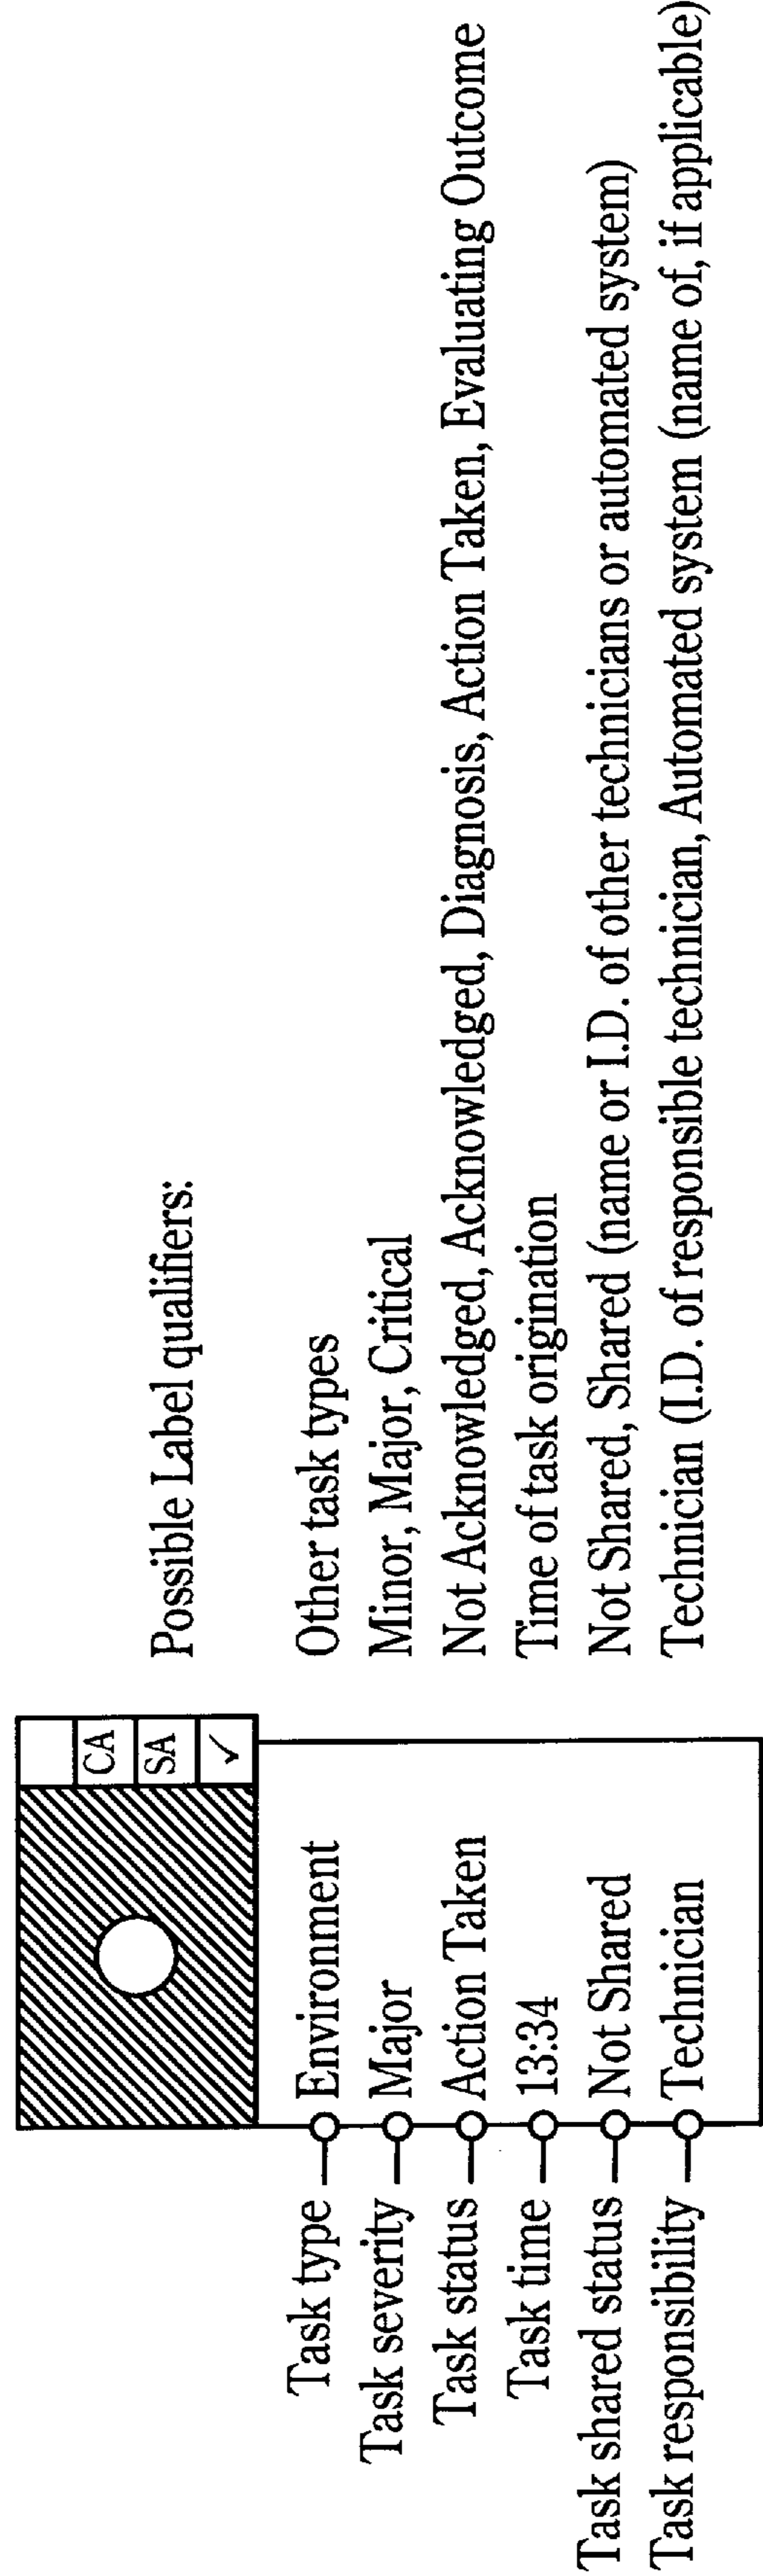 CA
SA
✓
Possible Label qualifiers:
Task type Environment Other task types
Task severity Major Minor, Major, Critical
Task status Action Taken Not Acknowledged, Acknowledged, Diagnosis, Action Taken, Evaluating Outcome
Task time 13:34 Time of task origination
Task shared status Not Shared Not Shared, Shared (name or I.D. of other technicians or automated system)
Task responsibility Technician Technician (I.D. of responsible technician, Automated system (name of, if applicable)